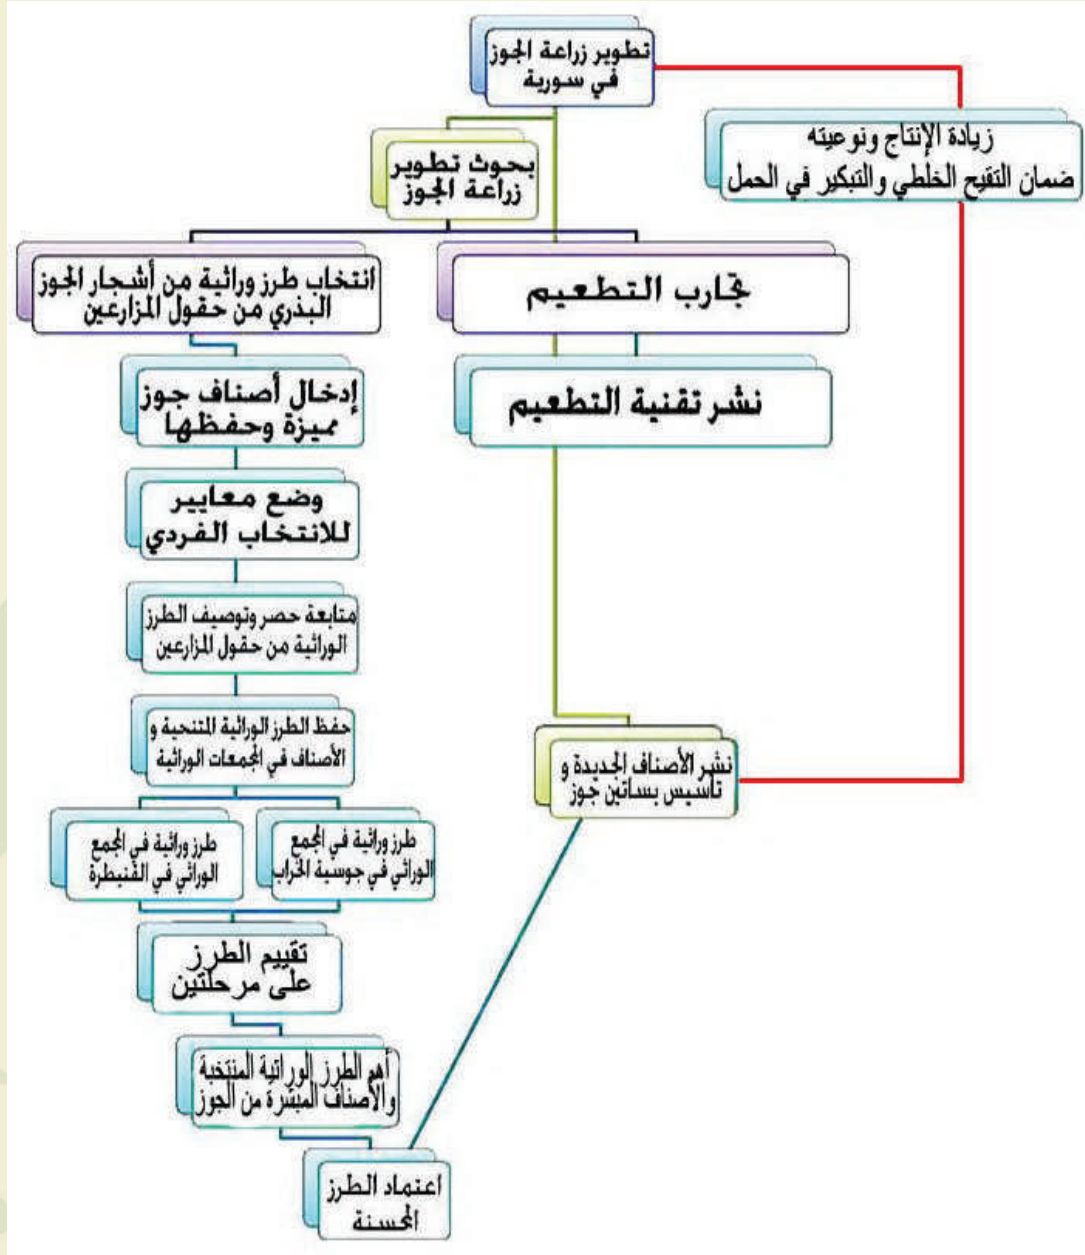 تطوير زراعة الجوز
في سورية
زيادة الإنتاج ونوعيته
ضمان التقيح الخلطي والتبكير في الحمل
بحوث تطوير
زراعة الجوز
تجارب التطعيم
انتخاب طرز وراثية من أشجار الجوز
البذري من حقول المزارعين
نشر تقنية التطعيم
إدخال أصناف جوز
مميزة وحفظها
وضع معايير
للانتخاب الفردي
متابعة حصر وتوصيف الطرز
الوراثية من حقول المزارعين
حفظ الطرز الوراثية المتنحية و
الأصناف في المجمعات الوراثية
نشر الأصناف الجديدة و
تأسيس بساتين جوز
طرز وراثية في المجمع
الوراثي في جوسية الخراب
طرز وراثية في المجمع
الوراثي في القنيطرة
تقييم الطرز
على مرحلتين
أهم الطرز الوراثية المنتخبة
والأصناف المبشرة من الجوز
اعتماد الطرز
المحسنة